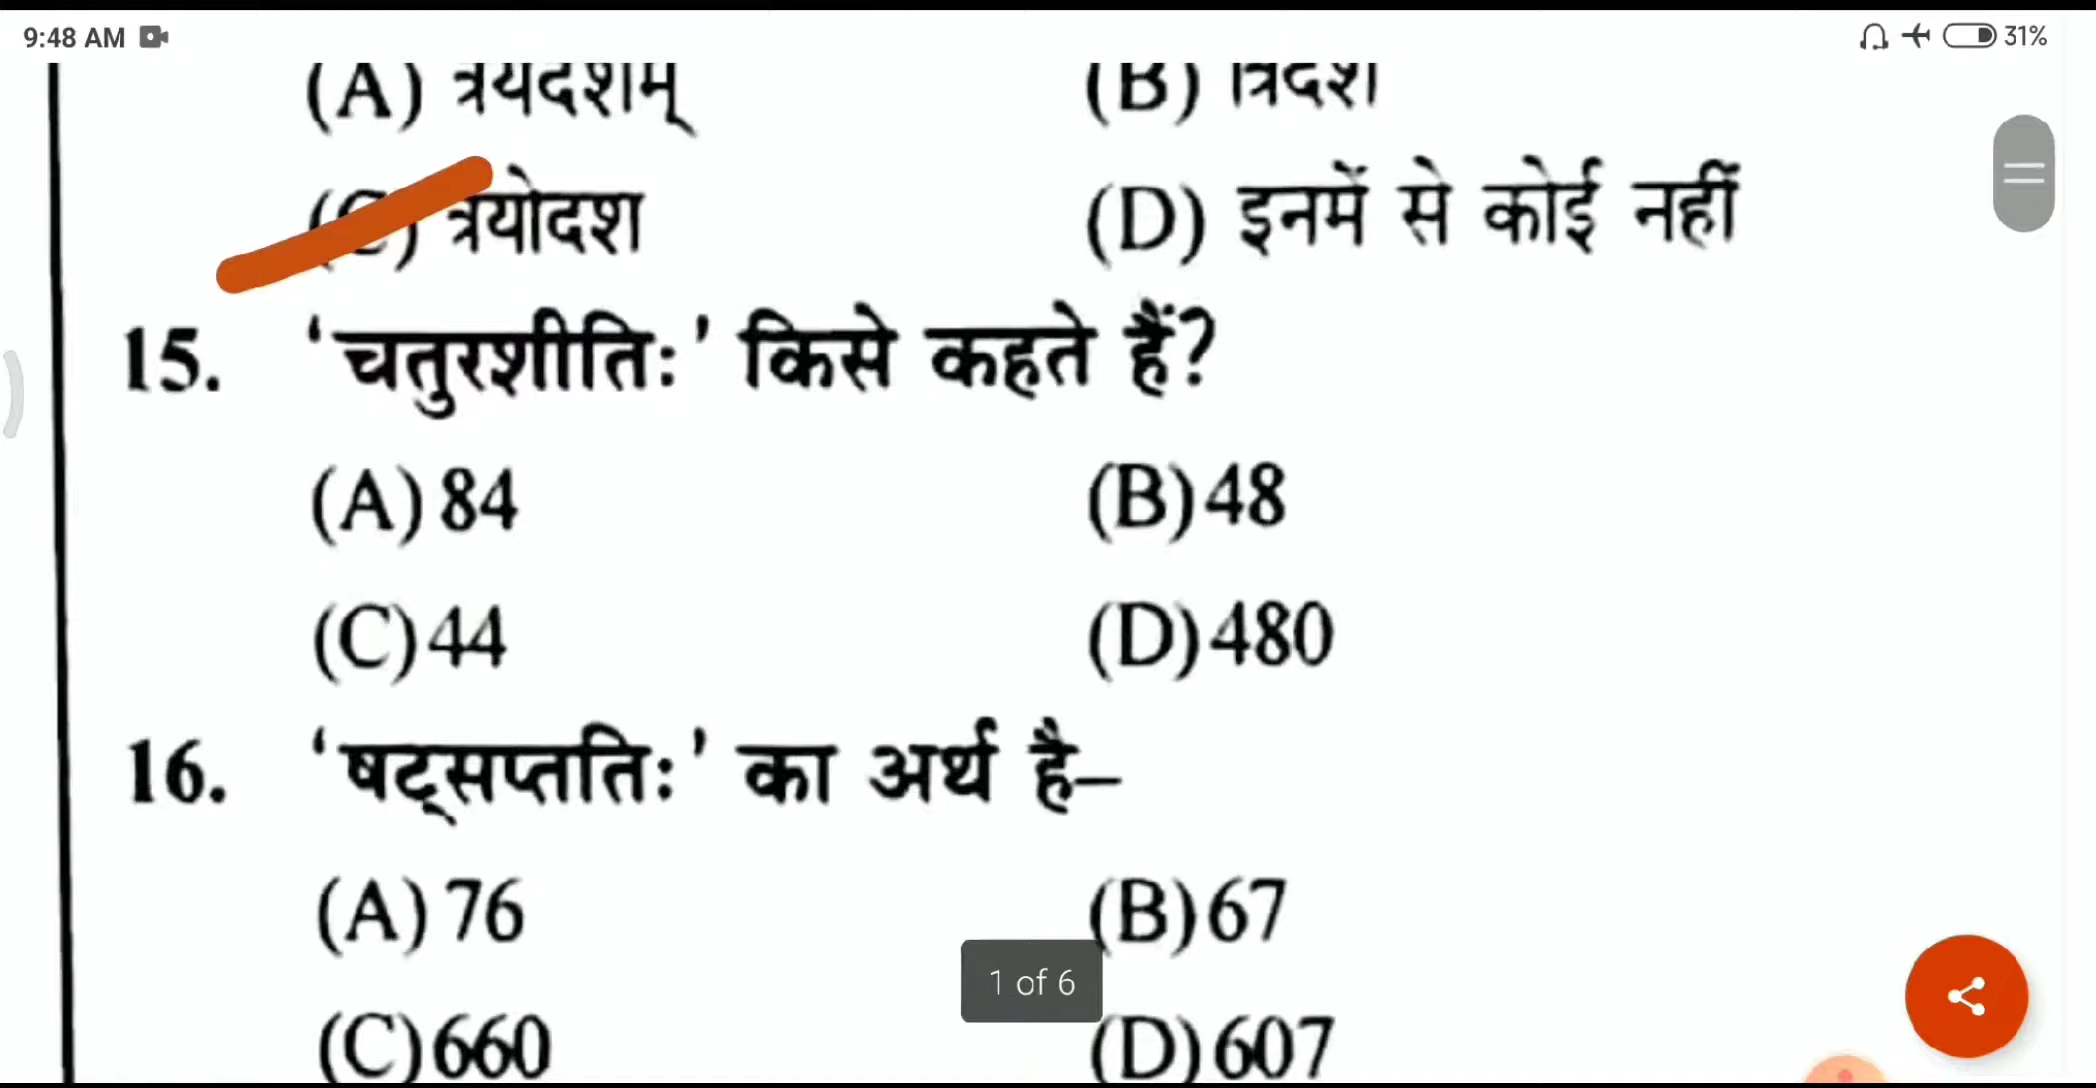 9:48 AM 31%
(A) त्रयदशम् (B) त्रिदश
(C) त्रयोदश (D) इनमें से कोई नहीं
15. ‘चतुरशीतिः’ किसे कहते हैं?
(A) 84 (B) 48
(C) 44 (D) 480
16. ‘षट्सप्ततिः’ का अर्थ है–
(A) 76 (B) 67
1 of 6
(C) 660 (D) 607